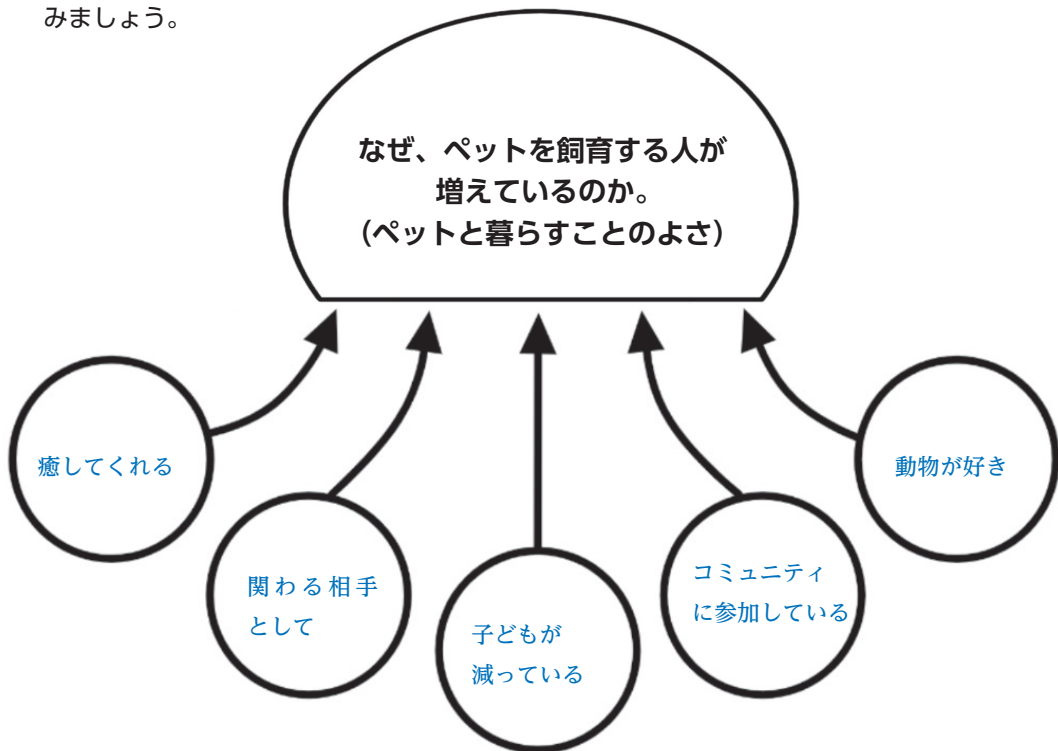 みましょう。
なぜ、ペットを飼育する人が
増えているのか。
（ペットと暮らすことのよさ）
癒してくれる
関わる相手
として
子どもが
減っている
コミュニティ
に参加している
動物が好き